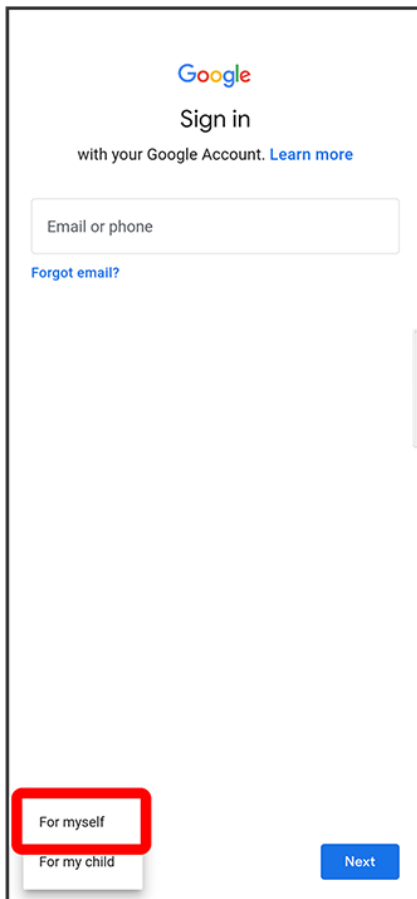 Google
Sign in
with your Google Account. Learn more
Email or phone
Forgot email?
For myself
For my child
Next